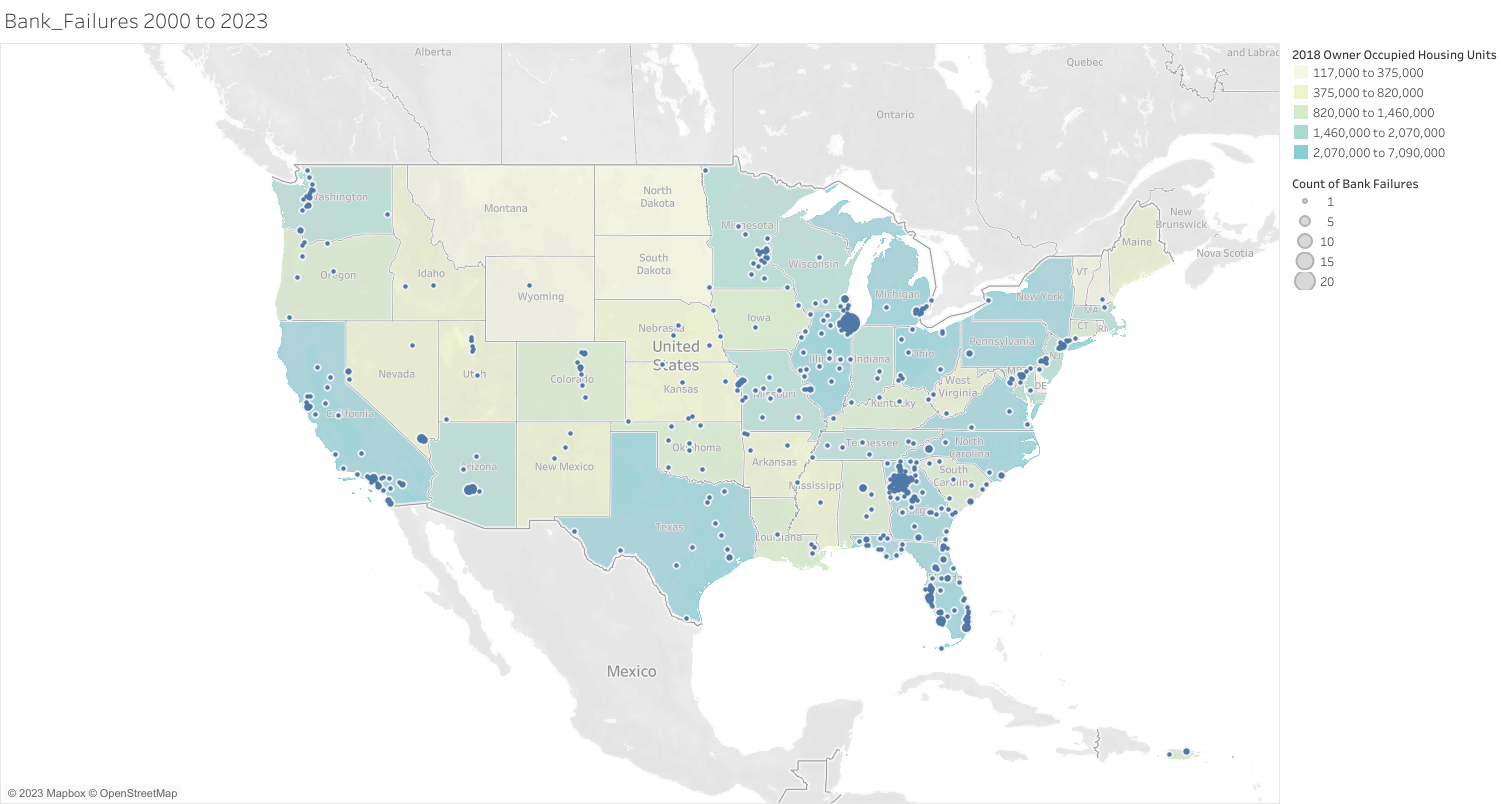 Bank_Failures 2000 to 2023
Alberta
Quebec
and Labrac
Ontario
2018 Owner Occupied Housing Units
117,000 to 375,000
375,000 to 820,000
820,000 to 1,460,000
1,460,000 to 2,070,000
2,070,000 to 7,090,000
Count of Bank Failures
1
5
10
15
20
Washington
Montana
North
Dakota
Minnesota
New
Brunswick
Maine
Nova Scotia
Oregon
Idaho
South
Dakota
Wisconsin
VT
Wyoming
Michigan
New York
MA
CT
RI
Iowa
Nebraska
United
States
Pennsylvania
NJ
Nevada
Utah
Colorado
Kansas
Illinois
Indiana
Ohio
MD
DE
West
Virginia
California
Missouri
Kentucky
Arizona
New Mexico
Oklahoma
Arkansas
Tennessee
North
Carolina
South
Carolina
Mississippi
Georgia
Texas
Louisiana
Florida
Mexico
© 2023 Mapbox © OpenStreetMap